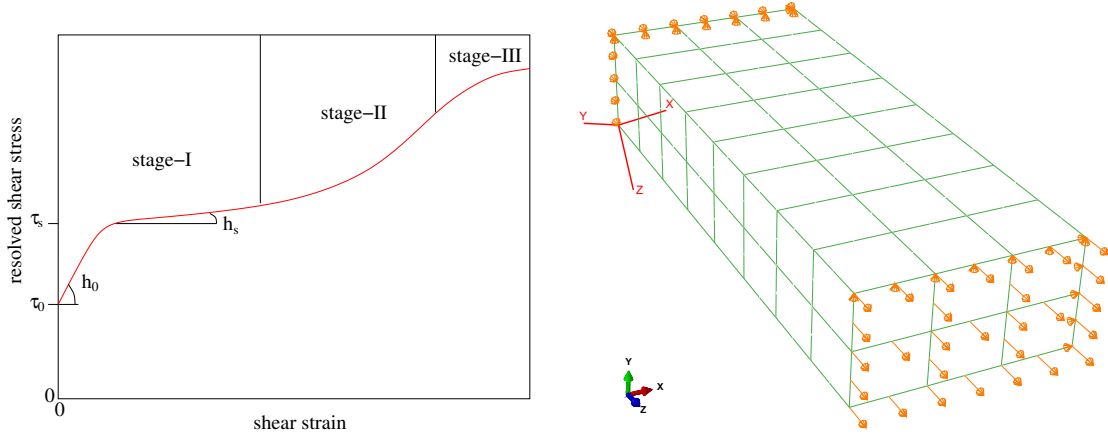 resolved shear stress
stage–III
stage–II
stage–I
τs
hs
h0
τ0
0
0
shear strain
X
Y
Z
Y
X
Z